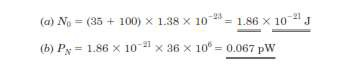 (a) N₀ = (35 + 100) × 1.38 × 10⁻²³ = 1.86 × 10⁻²¹ J
(b) P_N = 1.86 × 10⁻²¹ × 36 × 10⁶ = 0.067 pW